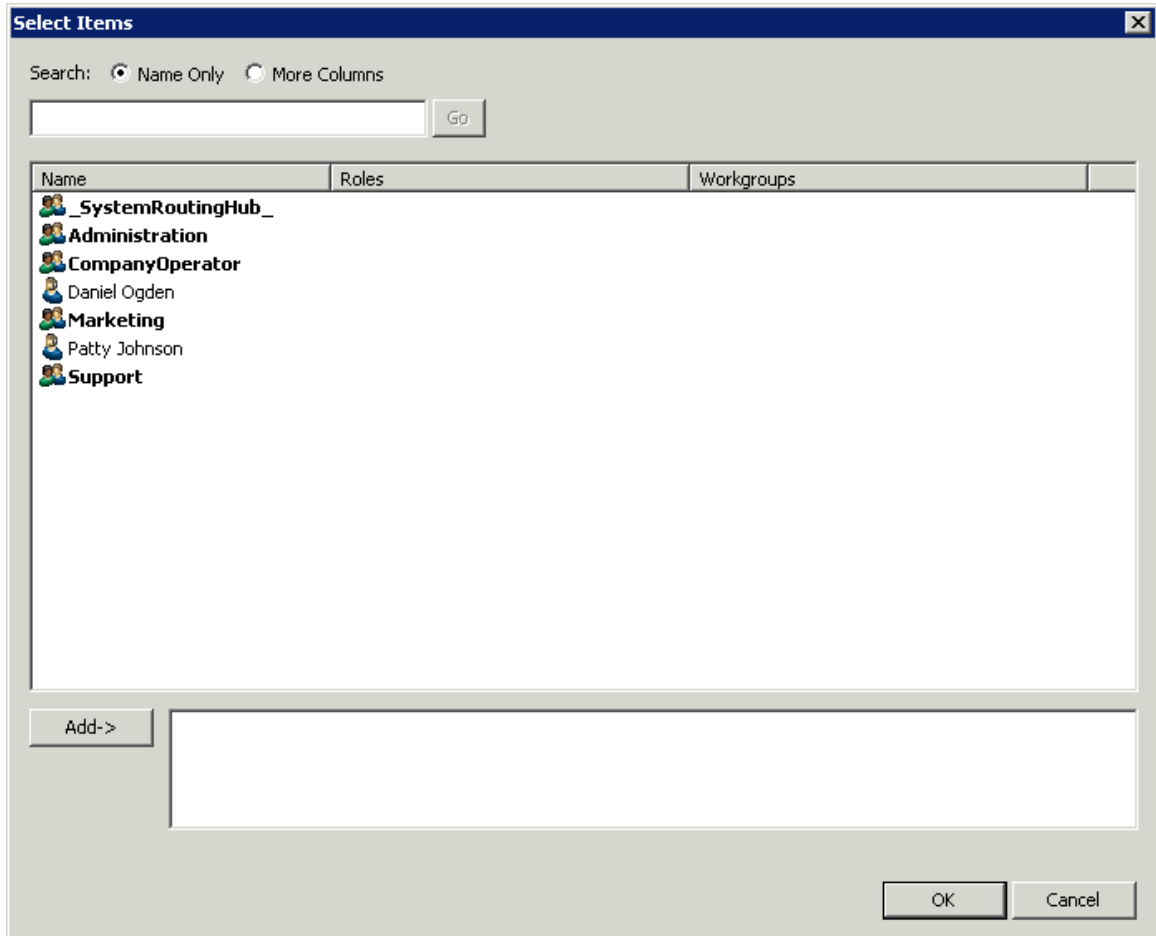 Select Items
Search: Name Only More Columns
Go
Name Roles Workgroups
_SystemRoutingHub_
Administration
CompanyOperator
Daniel Ogden
Marketing
Patty Johnson
Support
Add->
OK Cancel